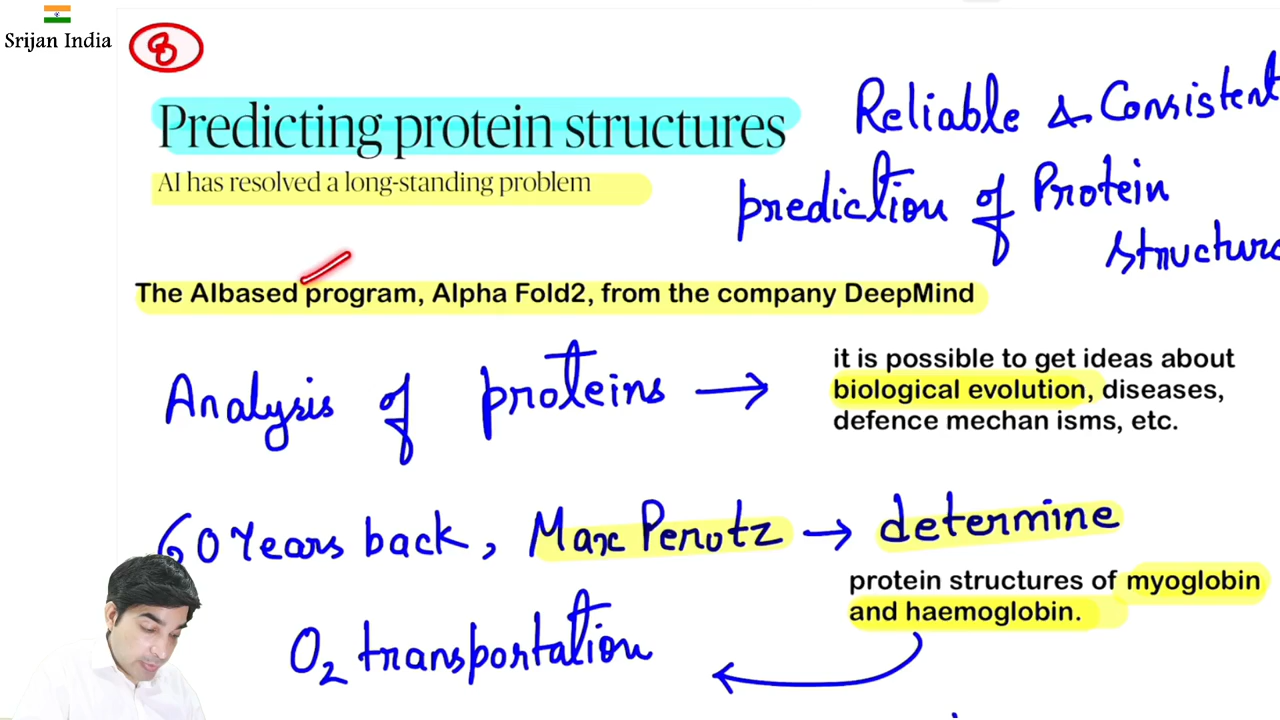 Srijan India
8
Predicting protein structures
AI has resolved a long-standing problem
Reliable & Consistent
prediction of Protein
structure
The AIbased program, Alpha Fold2, from the company DeepMind
Analysis of proteins →
it is possible to get ideas about
biological evolution, diseases,
defence mechan isms, etc.
60 Years back, Max Perutz → determine
protein structures of myoglobin
and haemoglobin.
O2 transportation